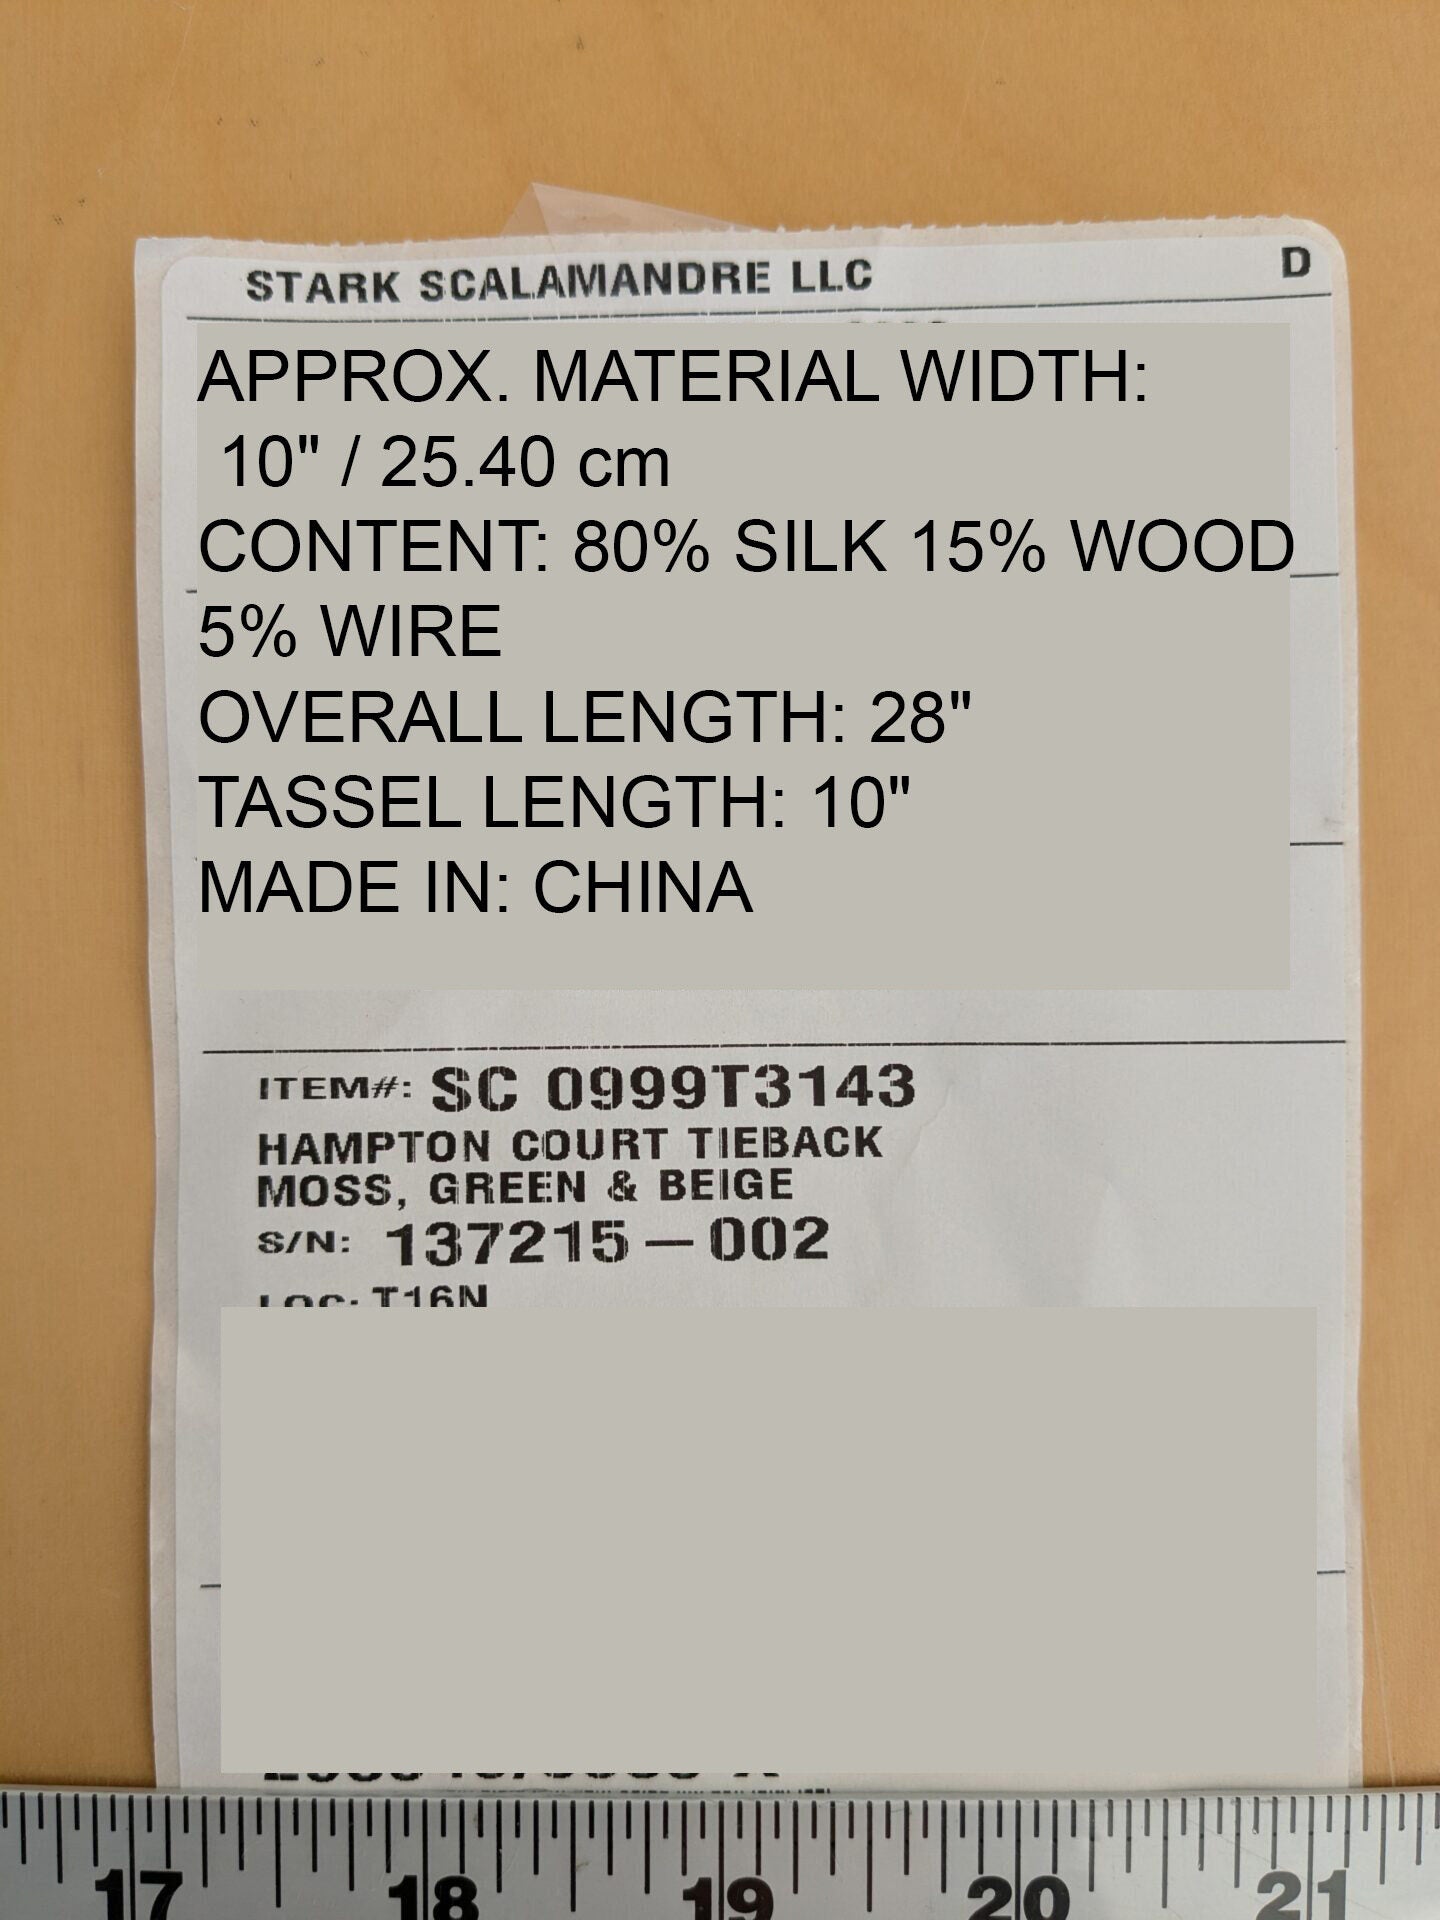 STARK SCALAMANDRE LLC D
APPROX. MATERIAL WIDTH:
10" / 25.40 cm
CONTENT: 80% SILK 15% WOOD
5% WIRE
OVERALL LENGTH: 28"
TASSEL LENGTH: 10"
MADE IN: CHINA
ITEM#: SC 0999T3143
HAMPTON COURT TIEBACK
MOSS, GREEN & BEIGE
S/N: 137215-002
LOC: T16N
17 18 19 20 21